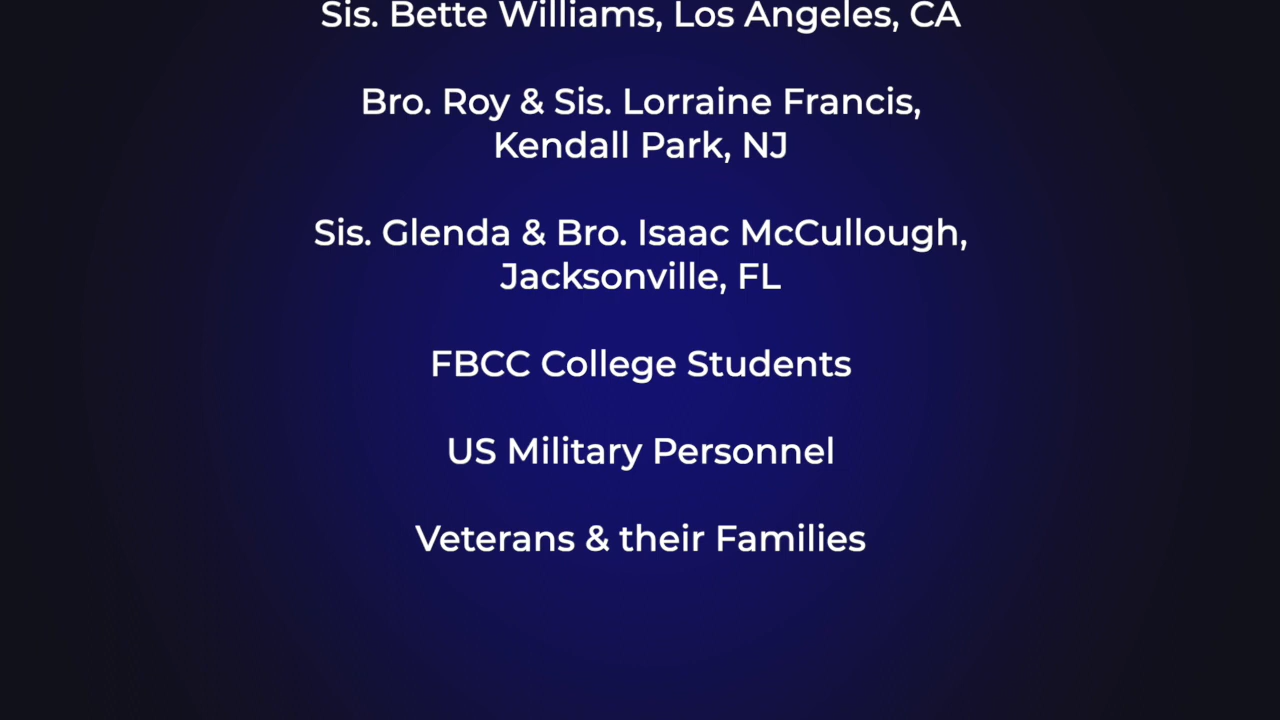 Sis. Bette Williams, Los Angeles, CA
Bro. Roy & Sis. Lorraine Francis,
Kendall Park, NJ
Sis. Glenda & Bro. Isaac McCullough,
Jacksonville, FL
FBCC College Students
US Military Personnel
Veterans & their Families